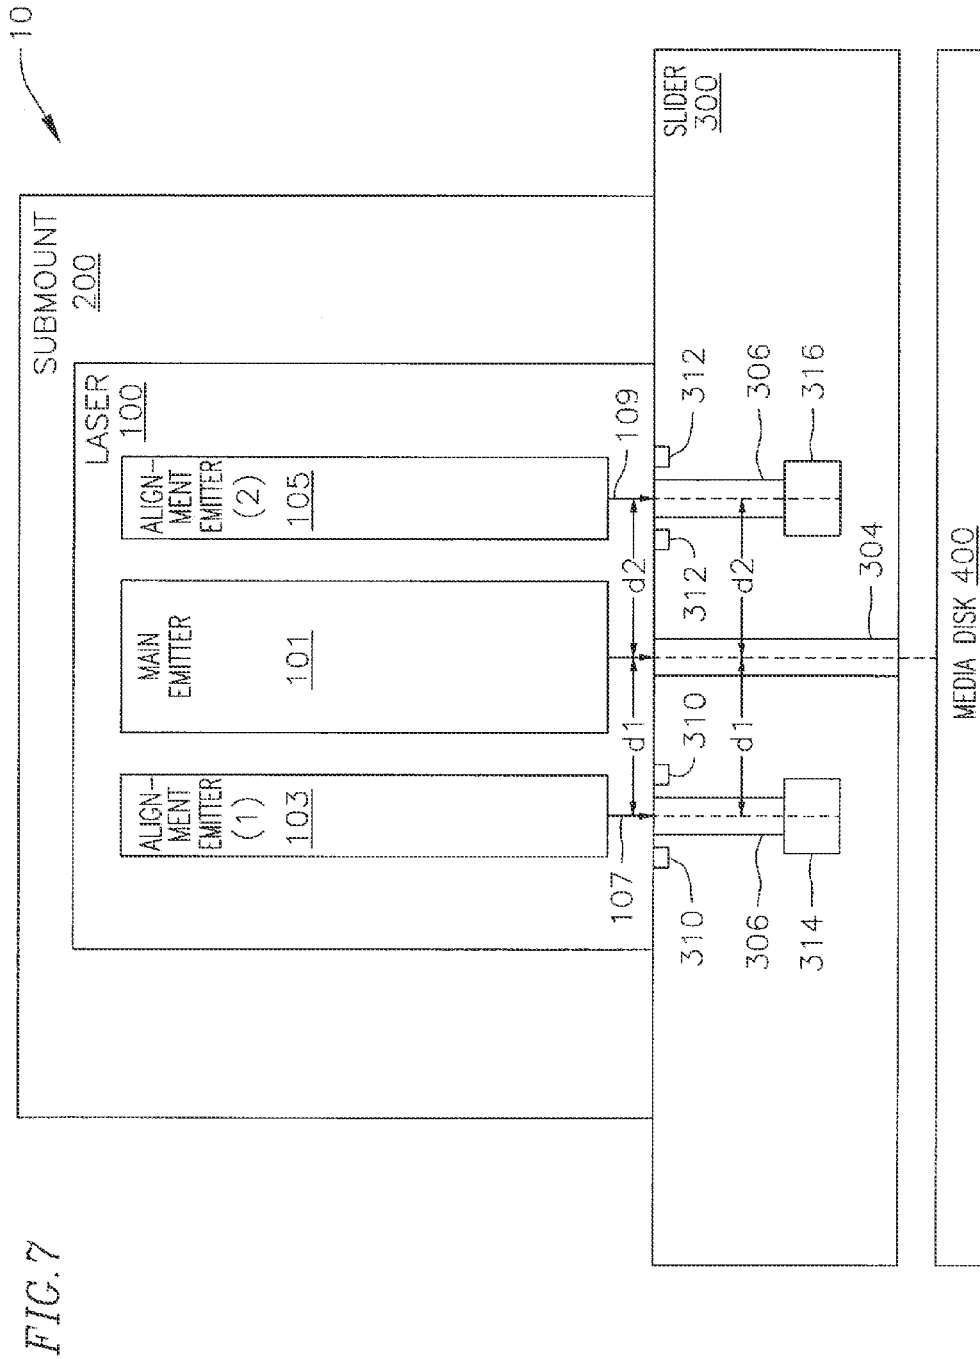 FIG.7
10
SUBMOUNT
200
LASER
100
ALIGN-
MENT
EMITTER
(1)
103
MAIN
EMITTER
101
ALIGN-
MENT
EMITTER
(2)
105
107
109
d1
d2
d1
d2
SLIDER
300
310
310
312
312
306
306
314
316
304
MEDIA DISK 400